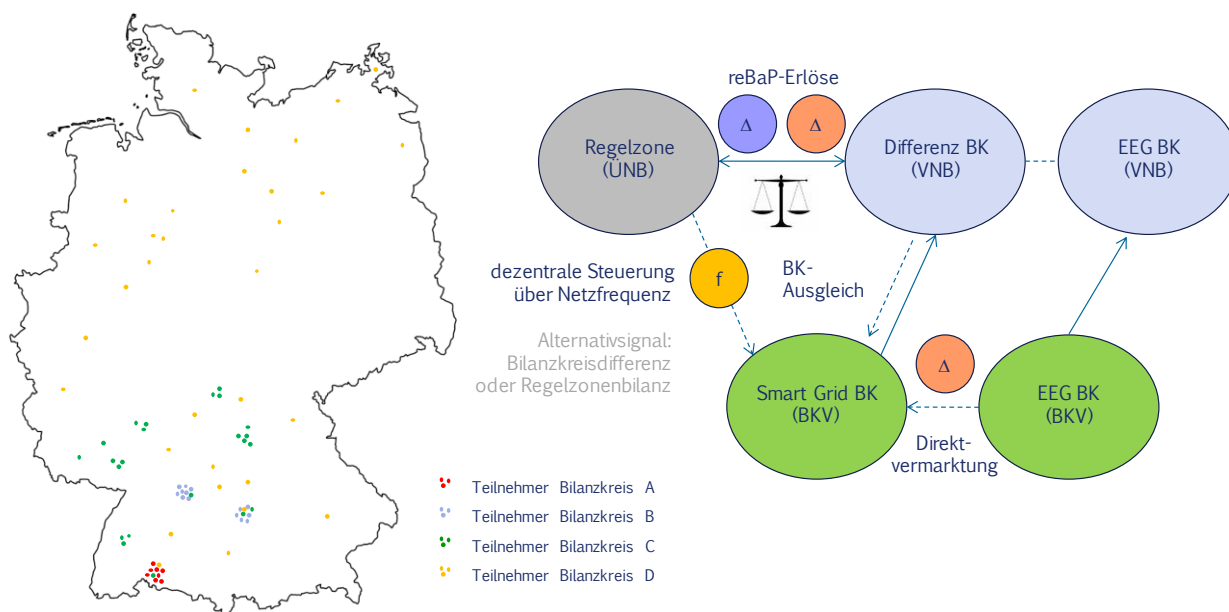 reBaP-Erlöse
Δ
Δ
Regelzone
(ÜNB)
Differenz BK
(VNB)
EEG BK
(VNB)
dezentrale Steuerung
über Netzfrequenz
f
BK-
Ausgleich
Alternativsignal:
Bilanzkreisdifferenz
oder Regelzonenbilanz
Δ
Smart Grid BK
(BKV)
EEG BK
(BKV)
Direkt-
vermarktung
Teilnehmer Bilanzkreis A
Teilnehmer Bilanzkreis B
Teilnehmer Bilanzkreis C
Teilnehmer Bilanzkreis D